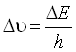 Δυ = ΔE / h